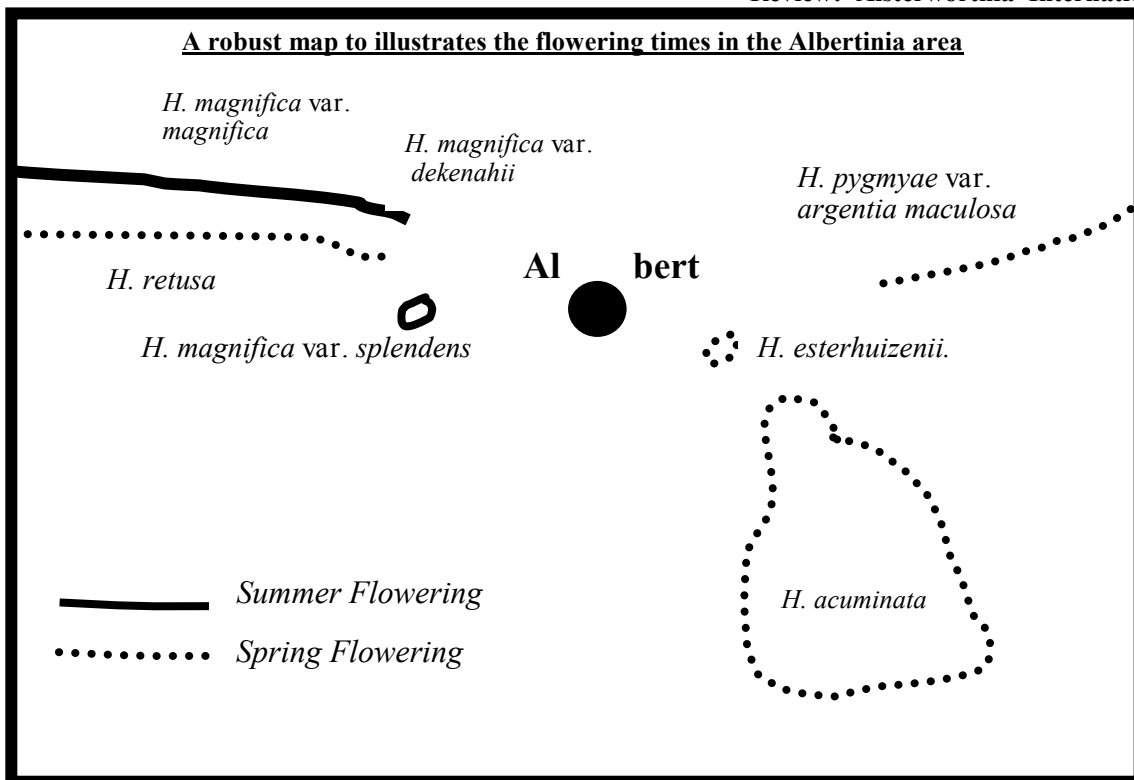 A robust map to illustrates the flowering times in the Albertinia area
H. magnifica var.
magnifica
H. magnifica var.
dekenahii
H. pygmyae var.
argentia maculosa
Al bert
H. retusa
H. magnifica var. splendens
H. esterhuizenii.
H. acuminata
Summer Flowering
Spring Flowering